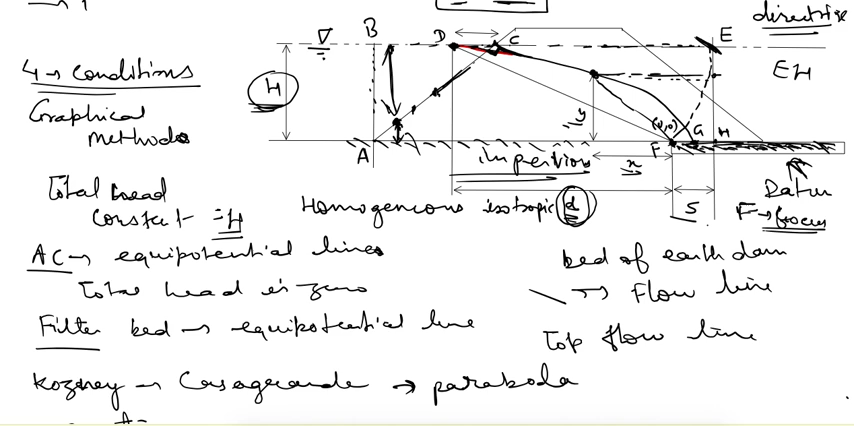 directrix
B
D
C
E
EH
4 → conditions
H
Graphical
methods
y
(0,0)
G
H
A
F
impervious
x
Datum
Total head
constant = H
Homogeneous isotropic
d
S
F → focus
AC → equipotential lines
bed of earth dam
Total head is zero
→ Flow line
Filter bed → equipotential line
Top flow line
Kozney → Casagrande → parabola